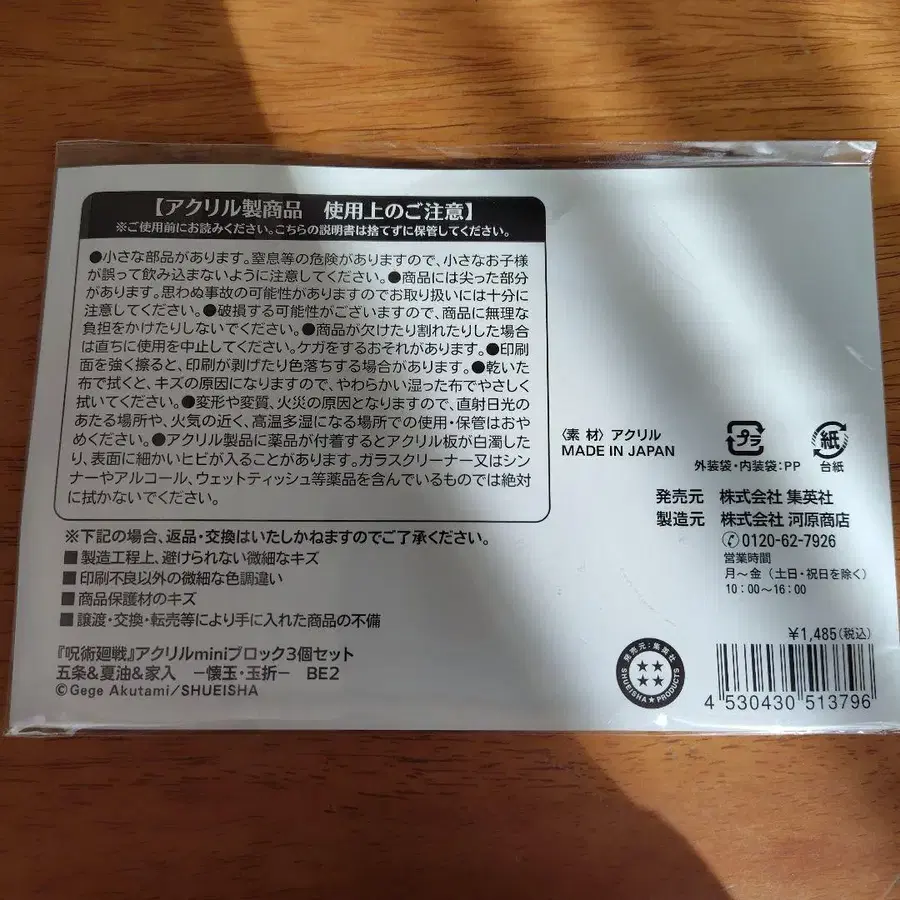 【アクリル製商品 使用上のご注意】
※ご使用前にお読みください。こちらの説明書は捨てずに保管してください。
●小さな部品があります。窒息等の危険がありますので、小さなお子様
が誤って飲み込まないように注意してください。●商品には尖った部分
があります。思わぬ事故の可能性がありますのでお取り扱いには十分に
注意してください。●破損する可能性がございますので、商品に無理な
負担をかけたりしないでください。●商品が欠けたり割れたりした場合
は直ちに使用を中止してください。ケガをするおそれがあります。●印刷
面を強く擦ると、印刷が剥げたり色落ちする場合があります。●乾いた
布で拭くと、キズの原因になりますので、やわらかい湿った布でやさしく
拭いてください。●変形や変質、火災の原因となりますので、直射日光の
あたる場所や、火気の近く、高温多湿になる場所での使用・保管はおや
めください。●アクリル製品に薬品が付着するとアクリル板が白濁した
り、表面に細かいヒビが入ることがあります。ガラスクリーナー又はシン
ナーやアルコール、ウェットティッシュ等薬品を含んでいるものでは絶対
に拭かないでください。
※下記の場合、返品・交換はいたしかねますのでご了承ください。
■製造工程上、避けられない微細なキズ
■印刷不良以外の微細な色調違い
■商品保護材のキズ
■譲渡・交換・転売等により手に入れた商品の不備
『呪術廻戦』アクリルminiブロック3個セット
五条&夏油&家入 ー懐玉・玉折ー BE2
©Gege Akutami/SHUEISHA
〈素 材〉アクリル
MADE IN JAPAN
プラ
外装袋・内装袋:PP
紙
台紙
発売元 株式会社 集英社
製造元 株式会社 河原商店
0120-62-7926
営業時間
月〜金(土日・祝日を除く)
10:00〜16:00
¥1,485(税込)
発売元:集英社
SHUEISHA★PRODUCTS
4 530430 513796